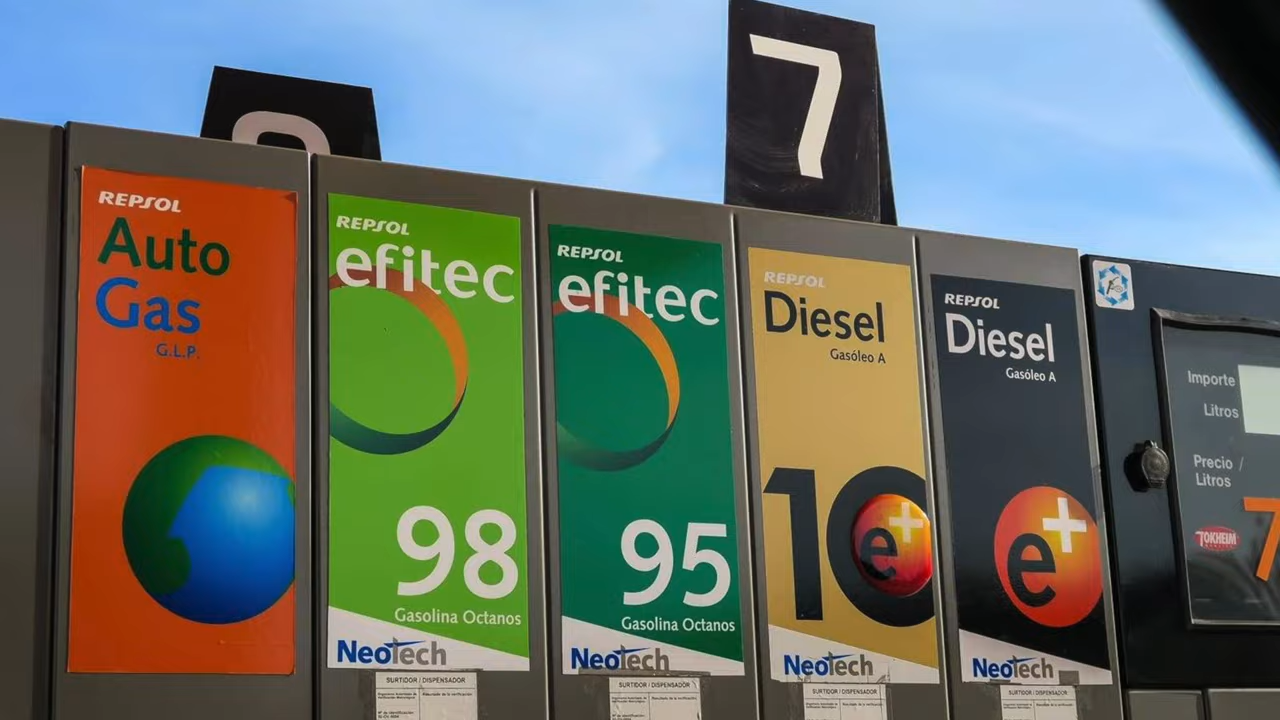 7
REPSOL
Auto
Gas
G.L.P.
REPSOL
efitec
98
Gasolina Octanos
NeoTech
SURTIDOR / DISPENSADOR
REPSOL
efitec
95
Gasolina Octanos
NeoTech
SURTIDOR / DISPENSADOR
REPSOL
Diesel
Gasóleo A
10
e+
NeoTech
SURTIDOR / DISPENSADOR
REPSOL
Diesel
Gasóleo A
e+
NeoTech
SURTIDOR / DISPENSADOR
Importe
Litros
Precio /
Litros
TOKHEIM
7